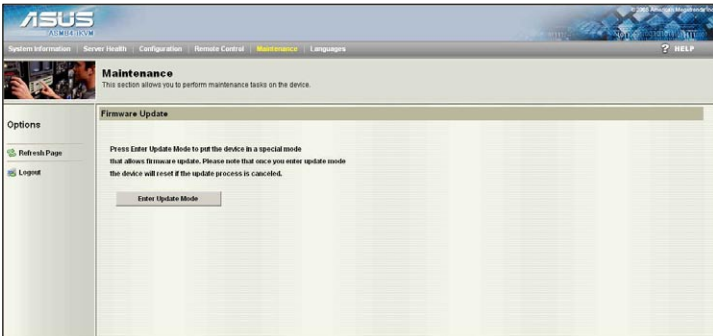 ASUS
ASMB4-iKVM
System Information Server Health Configuration Remote Control Maintenance Languages
HELP
Maintenance
This section allows you to perform maintenance tasks on the device.
Options
Refresh Page
Logout
Firmware Update
Press Enter Update Mode to put the device in a special mode
that allows firmware update. Please note that once you enter update mode
the device will reset if the update process is canceled.
Enter Update Mode